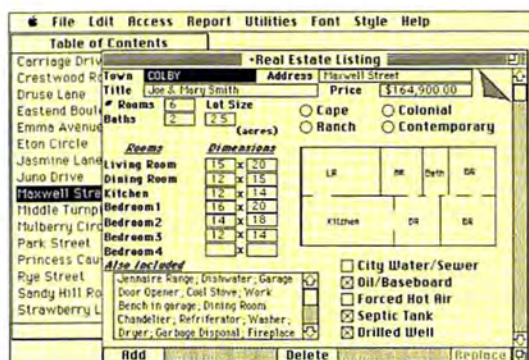 File Edit Access Report Utilities Font Style Help
Table of Contents
Real Estate Listing
Carriage Driv
Crestwood Ro
Druse Lane
Eastend Boul
Emma Avenue
Eton Circle
Jasmine Lane
Juno Drive
Maxwell Stre
Middle Turnp
Mulberry Circ
Park Street
Princess Cau
Rye Street
Sandy Hill Ro
Strawberry L
Town COLBY Address Maxwell Street
Title Joe & Mary Smith Price $164,900.00
# Rooms 6 Lot Size
Baths 2 2.5
(acres)
Cape Colonial
Ranch Contemporary
Rooms Dimensions
Living Room 15 x 20
Dining Room 12 x 15
Kitchen 12 x 14
Bedroom1 16 x 20
Bedroom2 14 x 18
Bedroom3 12 x 14
Bedroom4 x
LR BR Bath BR
Kitchen DR BR
Also Included
Jennaire Range; Dishwater; Garage
Door Opener; Coal Stove; Work
Bench in garage; Dining Room
Chandelier; Refriferator; Washer;
Dryer; Garbage Disposal; Fireplace
City Water/Sewer
Oil/Baseboard
Forced Hot Air
Septic Tank
Drilled Well
Add Delete Replace